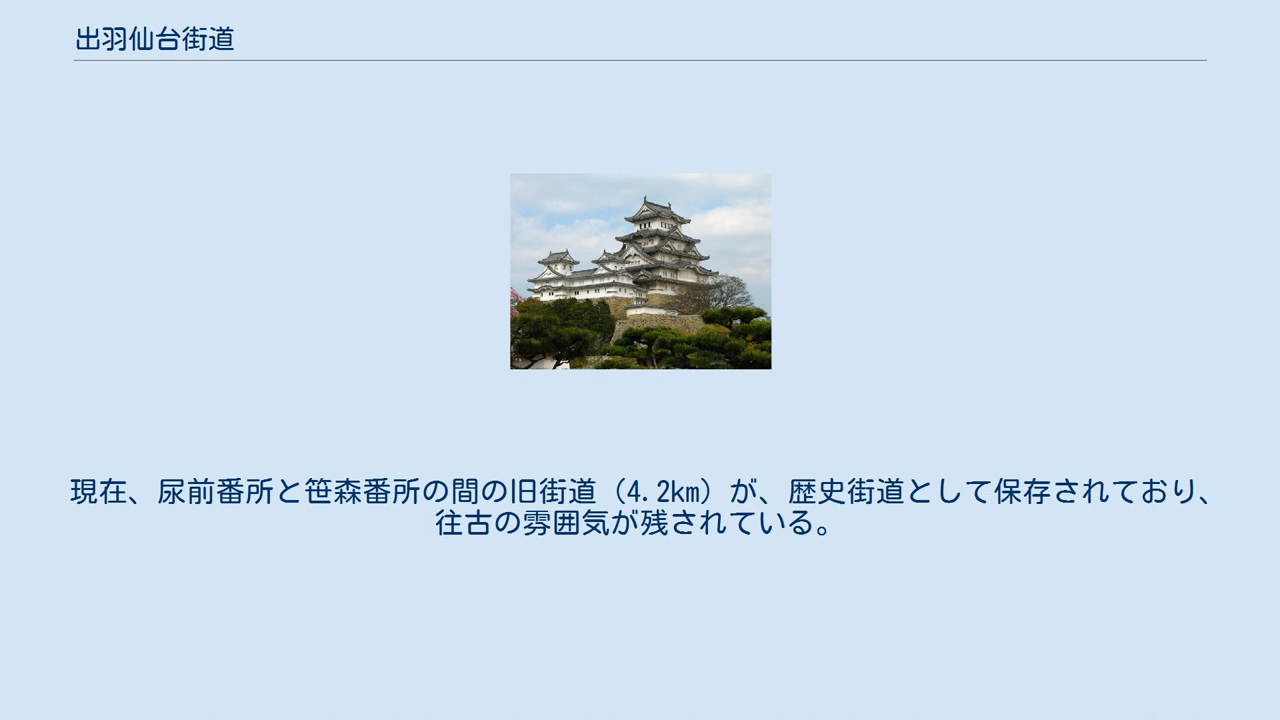 出羽仙台街道
現在、尿前番所と笹森番所の間の旧街道（4.2km）が、歴史街道として保存されており、
往古の雰囲気が残されている。